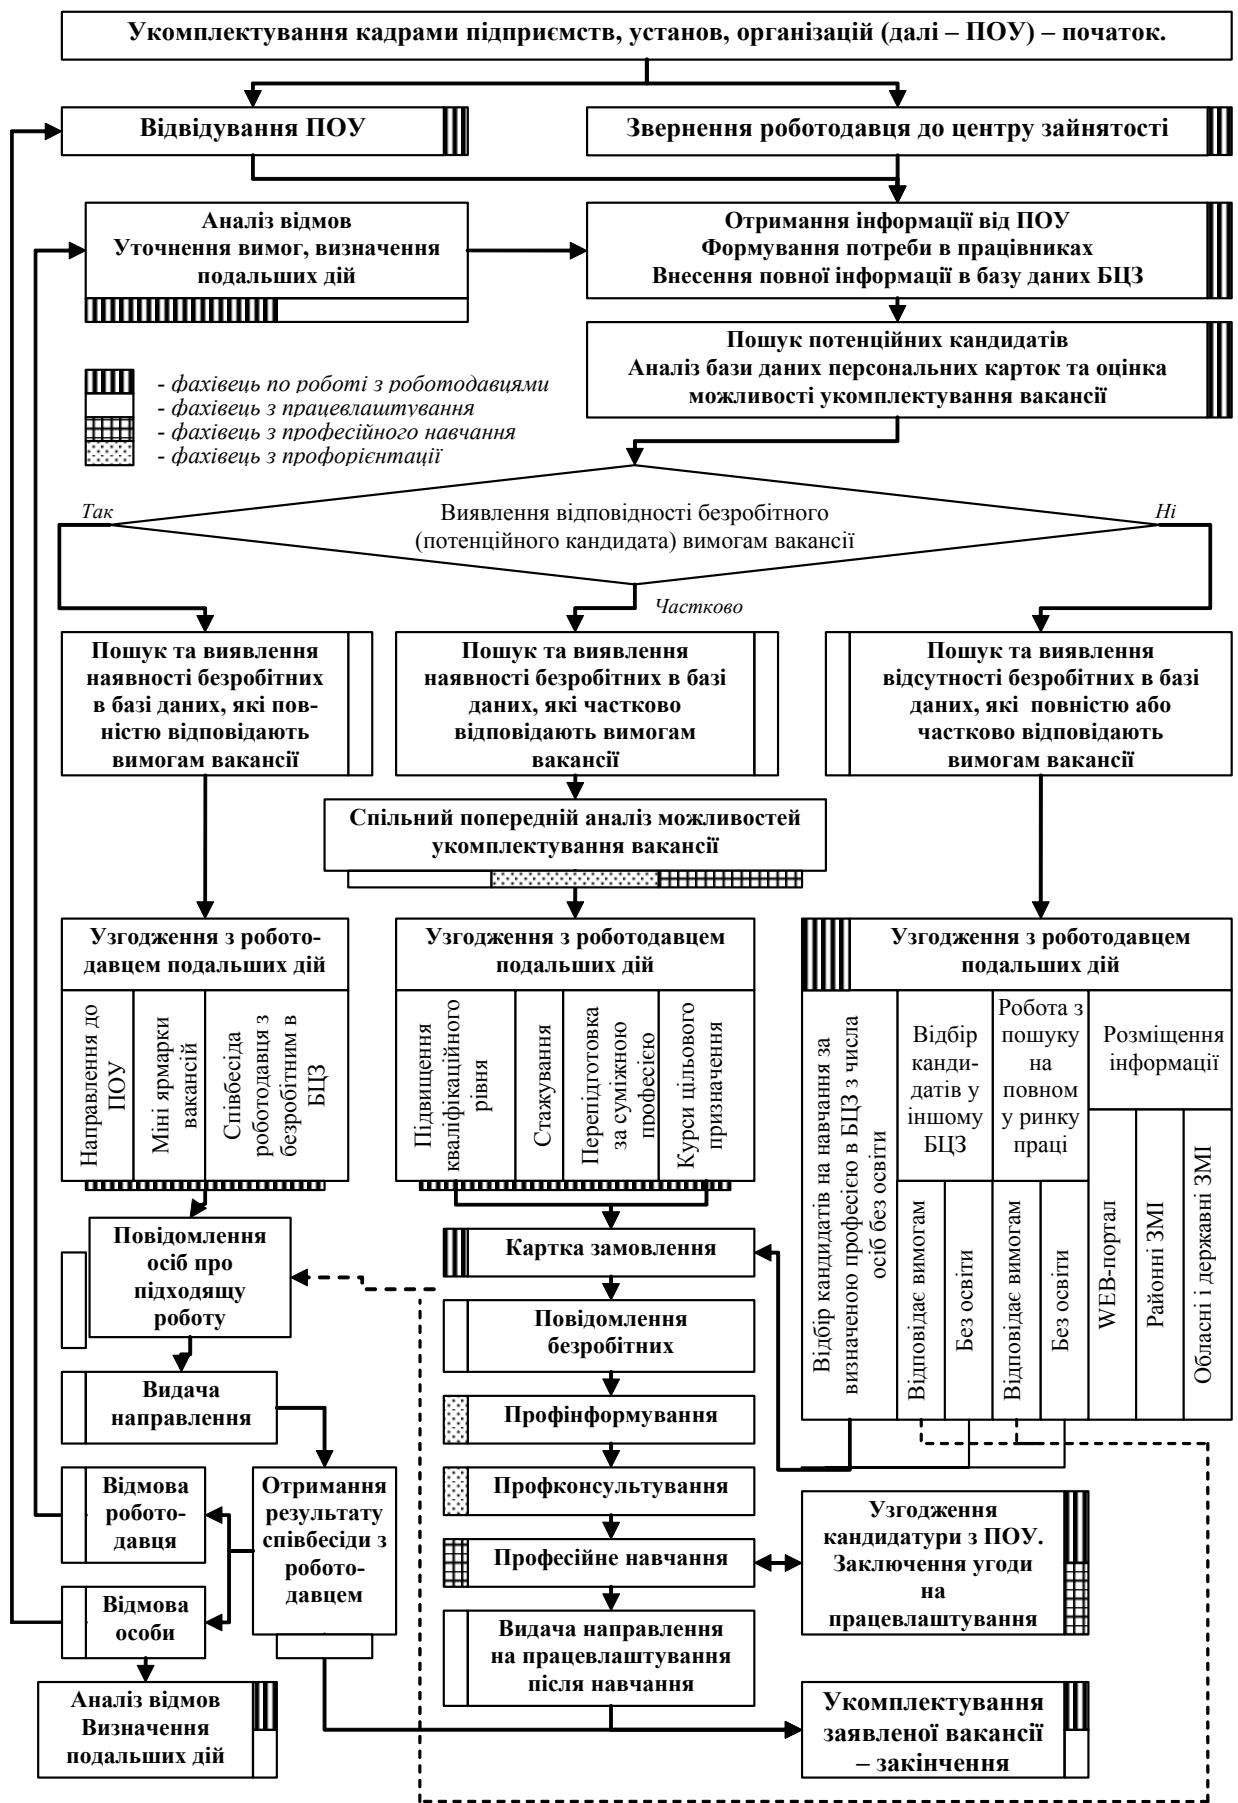 Укомплектування кадрами підприємств, установ, організацій (далі – ПОУ) – початок.
Відвідування ПОУ
Звернення роботодавця до центру зайнятості
Аналіз відмов
Уточнення вимог, визначення
подальших дій
Отримання інформації від ПОУ
Формування потреби в працівниках
Внесення повної інформації в базу даних БЦЗ
Пошук потенційних кандидатів
Аналіз бази даних персональних карток та оцінка
можливості укомплектування вакансії
- фахівець по роботі з роботодавцями
- фахівець з працевлаштування
- фахівець з професійного навчання
- фахівець з профорієнтації
Так
Виявлення відповідності безробітного
(потенційного кандидата) вимогам вакансії
Ні
Частково
Пошук та виявлення
наявності безробітних
в базі даних, які пов-
ністю відповідають
вимогам вакансії
Пошук та виявлення
наявності безробітних в базі
даних, які частково
відповідають вимогам
вакансії
Пошук та виявлення
відсутності безробітних в базі
даних, які повністю або
частково відповідають
вимогам вакансії
Спільний попередній аналіз можливостей
укомплектування вакансії
Узгодження з робото-
давцем подальших дій
Направлення до
ПОУ
Міні ярмарки
вакансій
Співбесіда
роботодавця з
безробітним в
БЦЗ
Узгодження з роботодавцем
подальших дій
Підвищення
кваліфікаційного
рівня
Стажування
Перепідготовка
за суміжною
професією
Курси цільового
призначення
Узгодження з роботодавцем
подальших дій
Відбір кандидатів на навчання за
визначеною професією в БЦЗ з числа
осіб без освіти
Відбір
канди-
датів у
іншому
БЦЗ
Робота з
пошуку
на
повном
у ринку
праці
Розміщення
інформації
Відповідає вимогам
Без освіти
Відповідає вимогам
Без освіти
WEB-портал
Районні ЗМІ
Обласні і державні ЗМІ
Повідомлення
осіб про
підходящу
роботу
Картка замовлення
Повідомлення
безробітних
Видача
направлення
Профінформування
Відмова
робото-
давця
Отримання
результату
співбесіди з
робото-
давцем
Профконсультування
Професійне навчання
Узгодження
кандидатури з ПОУ.
Заключення угоди
на
працевлаштування
Відмова
особи
Видача направлення
на працевлаштування
після навчання
Аналіз відмов
Визначення
подальших дій
Укомплектування
заявленої вакансії
– закінчення